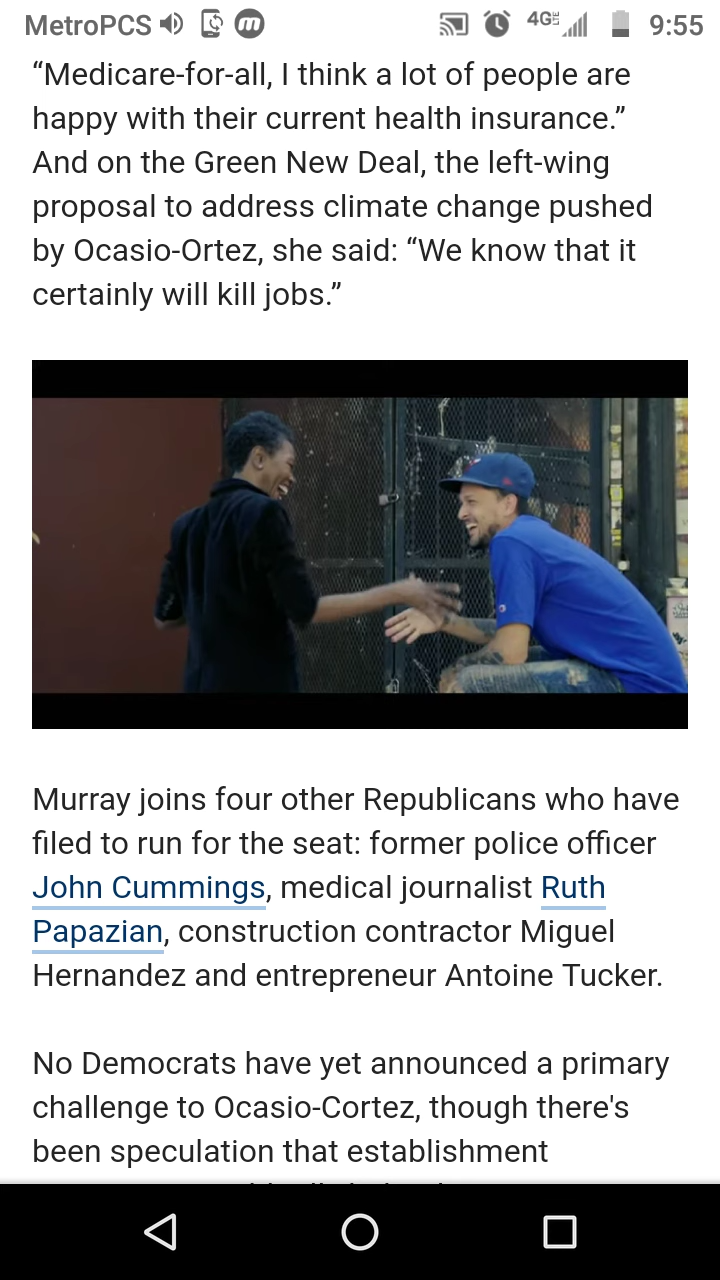 MetroPCS 4G LTE 9:55
“Medicare-for-all, I think a lot of people are
happy with their current health insurance.”
And on the Green New Deal, the left-wing
proposal to address climate change pushed
by Ocasio-Ortez, she said: “We know that it
certainly will kill jobs.”
Murray joins four other Republicans who have
filed to run for the seat: former police officer
John Cummings, medical journalist Ruth
Papazian, construction contractor Miguel
Hernandez and entrepreneur Antoine Tucker.
No Democrats have yet announced a primary
challenge to Ocasio-Cortez, though there's
been speculation that establishment